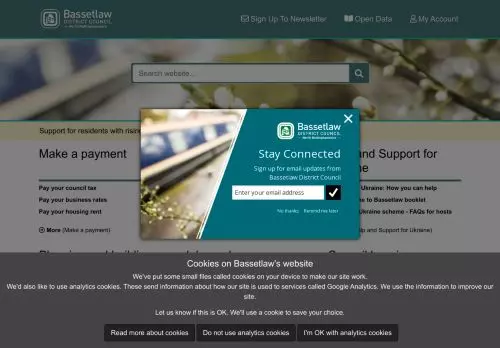 Bassetlaw
DISTRICT COUNCIL
North Nottinghamshire
Sign Up To Newsletter
Open Data
My Account
Search website...
Support for residents with risin
Make a payment
Pay your council tax
Pay your business rates
Pay your housing rent
More (Make a payment)
and Support for
Ukraine: How you can help
to Bassetlaw booklet
Ukraine scheme - FAQs for hosts
lp and Support for Ukraine)
Bassetlaw
DISTRICT COUNCIL
North Nottinghamshire
Stay Connected
Sign up for email updates from
Bassetlaw District Council
Enter your email address
No thanks
Remind me later
Cookies on Bassetlaw's website
We've put some small files called cookies on your device to make our site work.
We'd also like to use analytics cookies. These send information about how our site is used to services called Google Analytics. We use the information to improve our
site.
Let us know if this is OK. We'll use a cookie to save your choice.
Read more about cookies
Do not use analytics cookies
I'm OK with analytics cookies